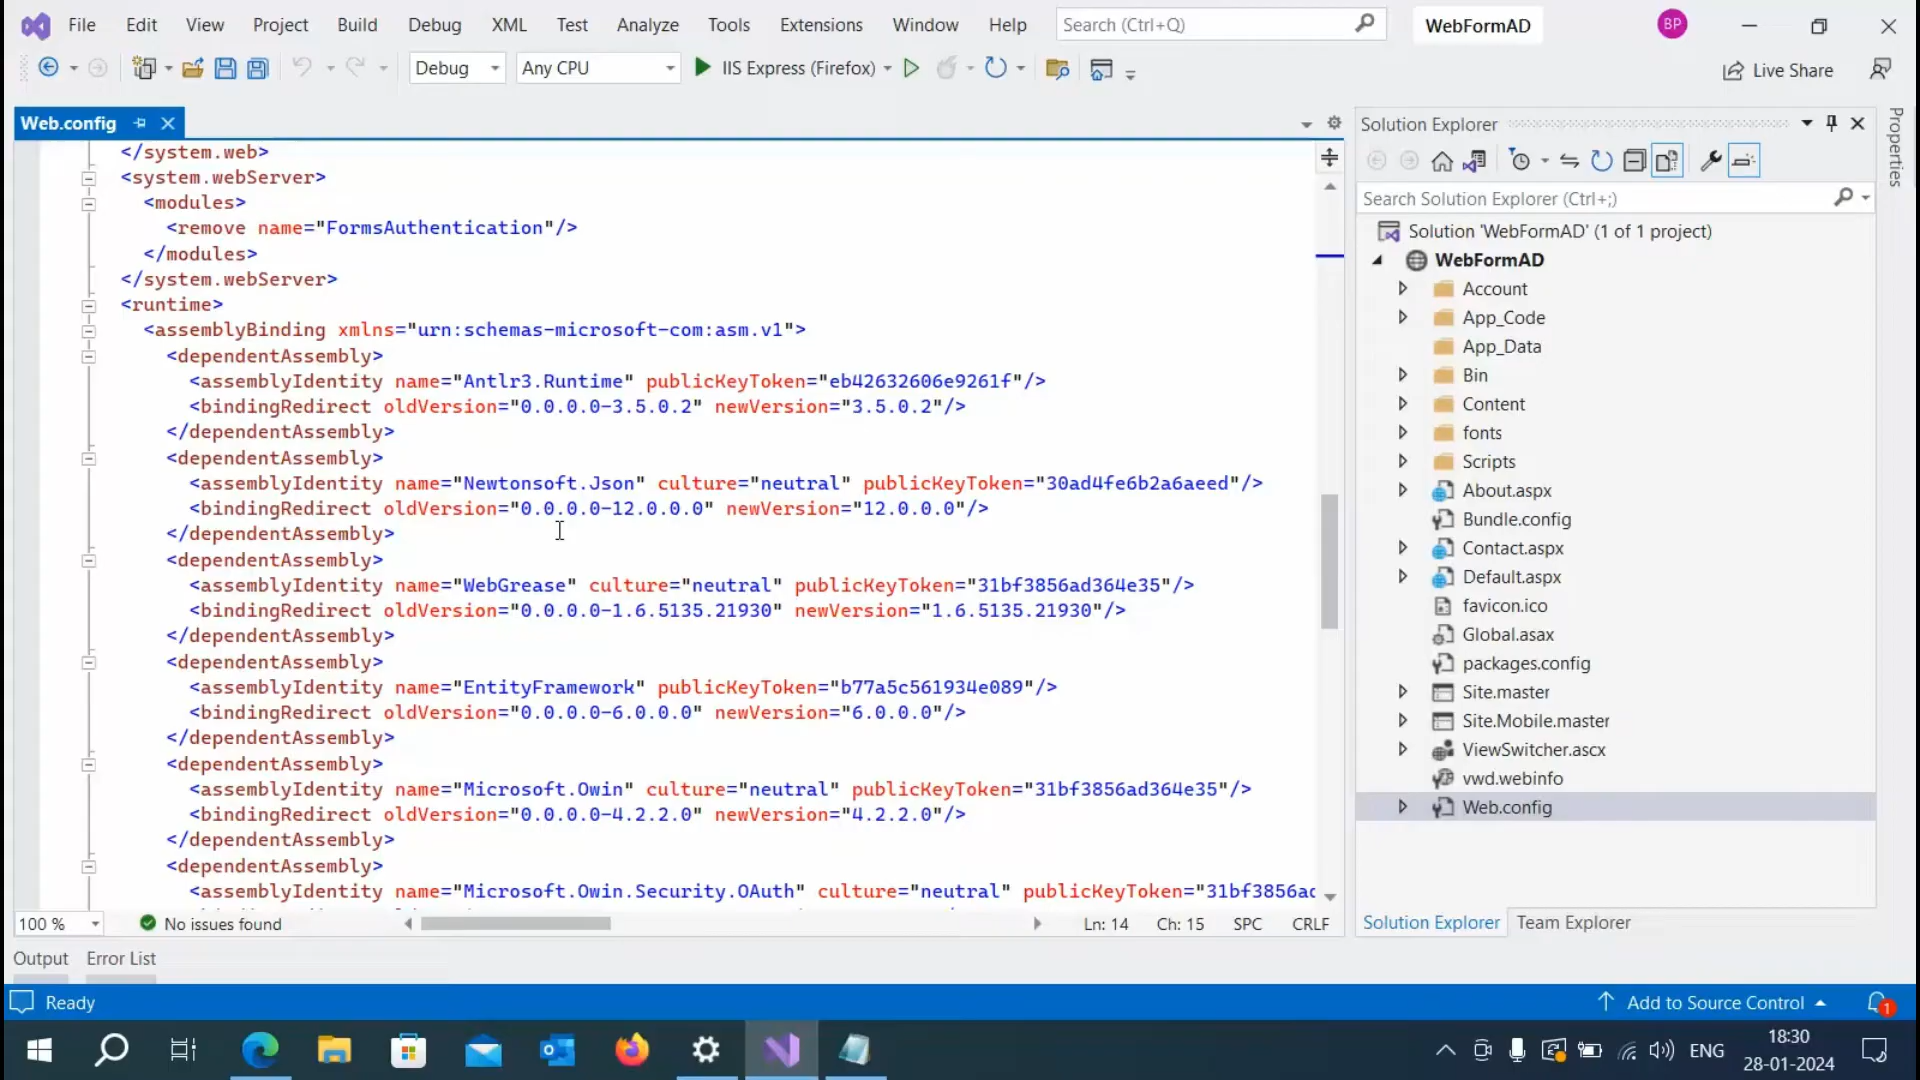 File Edit View Project Build Debug XML Test Analyze Tools Extensions Window Help Search (Ctrl+Q) WebFormAD BP
Debug Any CPU IIS Express (Firefox) Live Share
Web.config
</system.web>
<system.webServer>
<modules>
<remove name="FormsAuthentication"/>
</modules>
</system.webServer>
<runtime>
<assemblyBinding xmlns="urn:schemas-microsoft-com:asm.v1">
<dependentAssembly>
<assemblyIdentity name="Antlr3.Runtime" publicKeyToken="eb42632606e9261f"/>
<bindingRedirect oldVersion="0.0.0.0-3.5.0.2" newVersion="3.5.0.2"/>
</dependentAssembly>
<dependentAssembly>
<assemblyIdentity name="Newtonsoft.Json" culture="neutral" publicKeyToken="30ad4fe6b2a6aeed"/>
<bindingRedirect oldVersion="0.0.0.0-12.0.0.0" newVersion="12.0.0.0"/>
</dependentAssembly>
<dependentAssembly>
<assemblyIdentity name="WebGrease" culture="neutral" publicKeyToken="31bf3856ad364e35"/>
<bindingRedirect oldVersion="0.0.0.0-1.6.5135.21930" newVersion="1.6.5135.21930"/>
</dependentAssembly>
<dependentAssembly>
<assemblyIdentity name="EntityFramework" publicKeyToken="b77a5c561934e089"/>
<bindingRedirect oldVersion="0.0.0.0-6.0.0.0" newVersion="6.0.0.0"/>
</dependentAssembly>
<dependentAssembly>
<assemblyIdentity name="Microsoft.Owin" culture="neutral" publicKeyToken="31bf3856ad364e35"/>
<bindingRedirect oldVersion="0.0.0.0-4.2.2.0" newVersion="4.2.2.0"/>
</dependentAssembly>
<dependentAssembly>
<assemblyIdentity name="Microsoft.Owin.Security.OAuth" culture="neutral" publicKeyToken="31bf3856ad
100 % No issues found Ln: 14 Ch: 15 SPC CRLF
Solution Explorer
Search Solution Explorer (Ctrl+;)
Solution 'WebFormAD' (1 of 1 project)
WebFormAD
Account
App_Code
App_Data
Bin
Content
fonts
Scripts
About.aspx
Bundle.config
Contact.aspx
Default.aspx
favicon.ico
Global.asax
packages.config
Site.master
Site.Mobile.master
ViewSwitcher.ascx
vwd.webinfo
Web.config
Solution Explorer Team Explorer
Properties
Output Error List
Ready Add to Source Control 1
ENG 18:30
28-01-2024